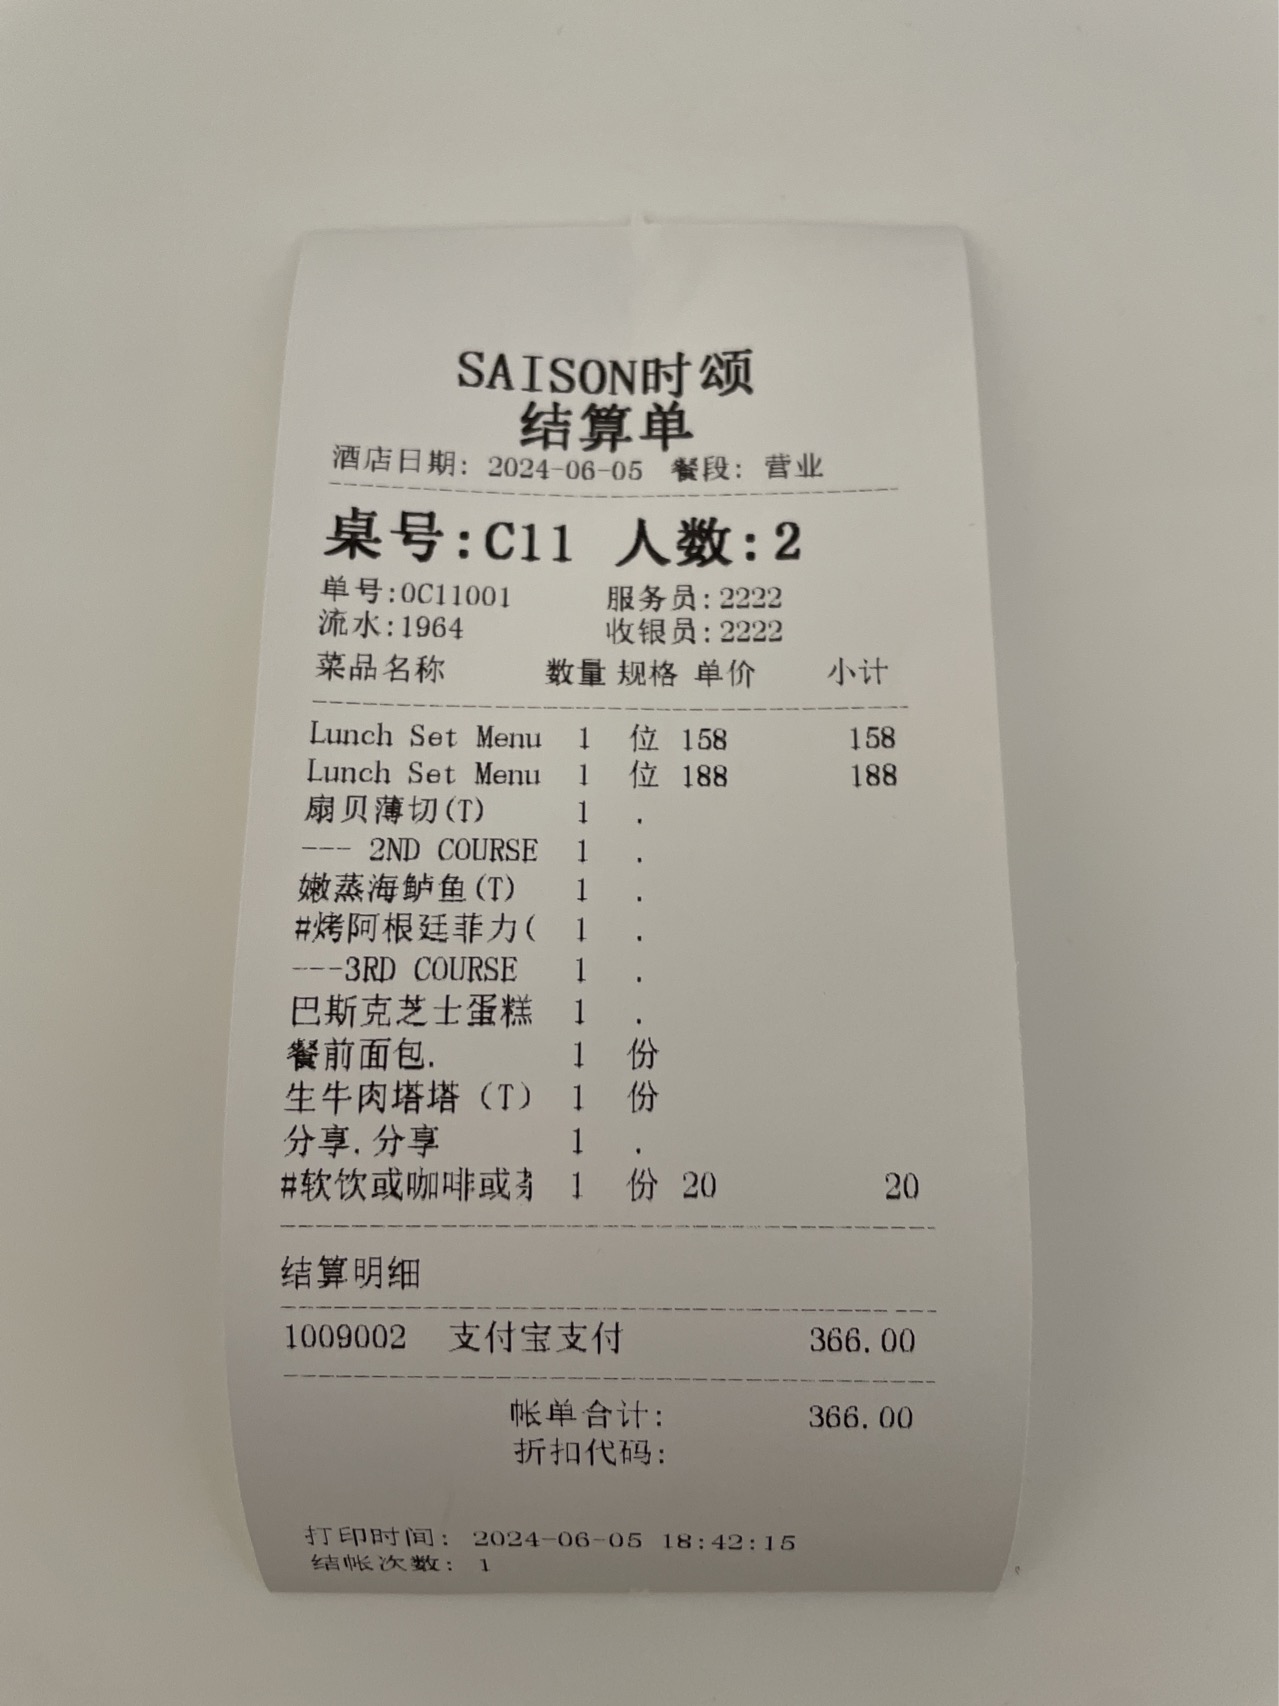 SAISON时颂
结算单
酒店日期: 2024-06-05 餐段: 营业
桌号:C11 人数:2
单号:0C11001 服务员:2222
流水:1964 收银员:2222
菜品名称 数量 规格 单价 小计
Lunch Set Menu 1 位 158 158
Lunch Set Menu 1 位 188 188
扇贝薄切(T) 1 .
--- 2ND COURSE 1 .
嫩蒸海鲈鱼(T) 1 .
#烤阿根廷菲力( 1 .
---3RD COURSE 1 .
巴斯克芝士蛋糕 1 .
餐前面包. 1 份
生牛肉塔塔（T） 1 份
分享.分享 1 .
#软饮或咖啡或 1 份 20 20
结算明细
1009002 支付宝支付 366.00
帐单合计: 366.00
折扣代码:
打印时间: 2024-06-05 18:42:15
结帐次数: 1